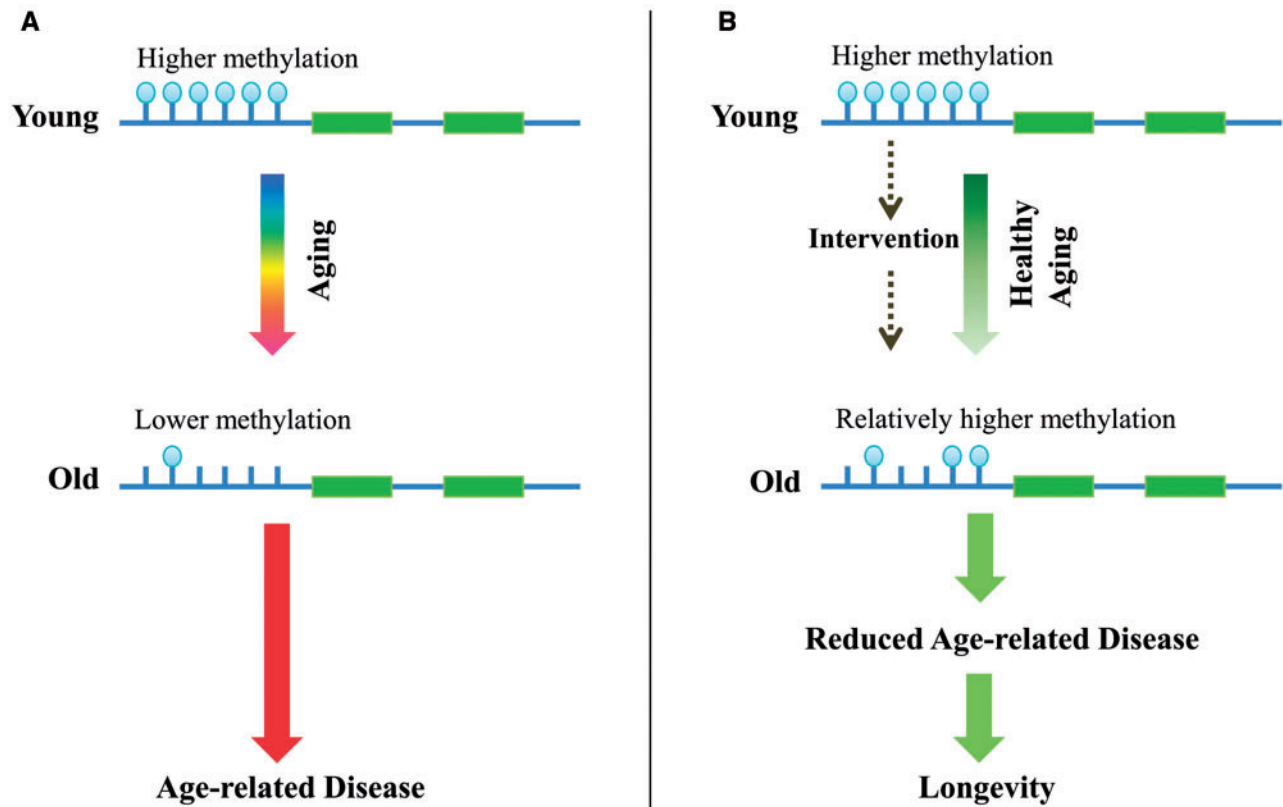 A
Higher methylation
Young
Aging
Lower methylation
Old
Age-related Disease
B
Higher methylation
Young
Intervention
Healthy
Aging
Relatively higher methylation
Old
Reduced Age-related Disease
Longevity